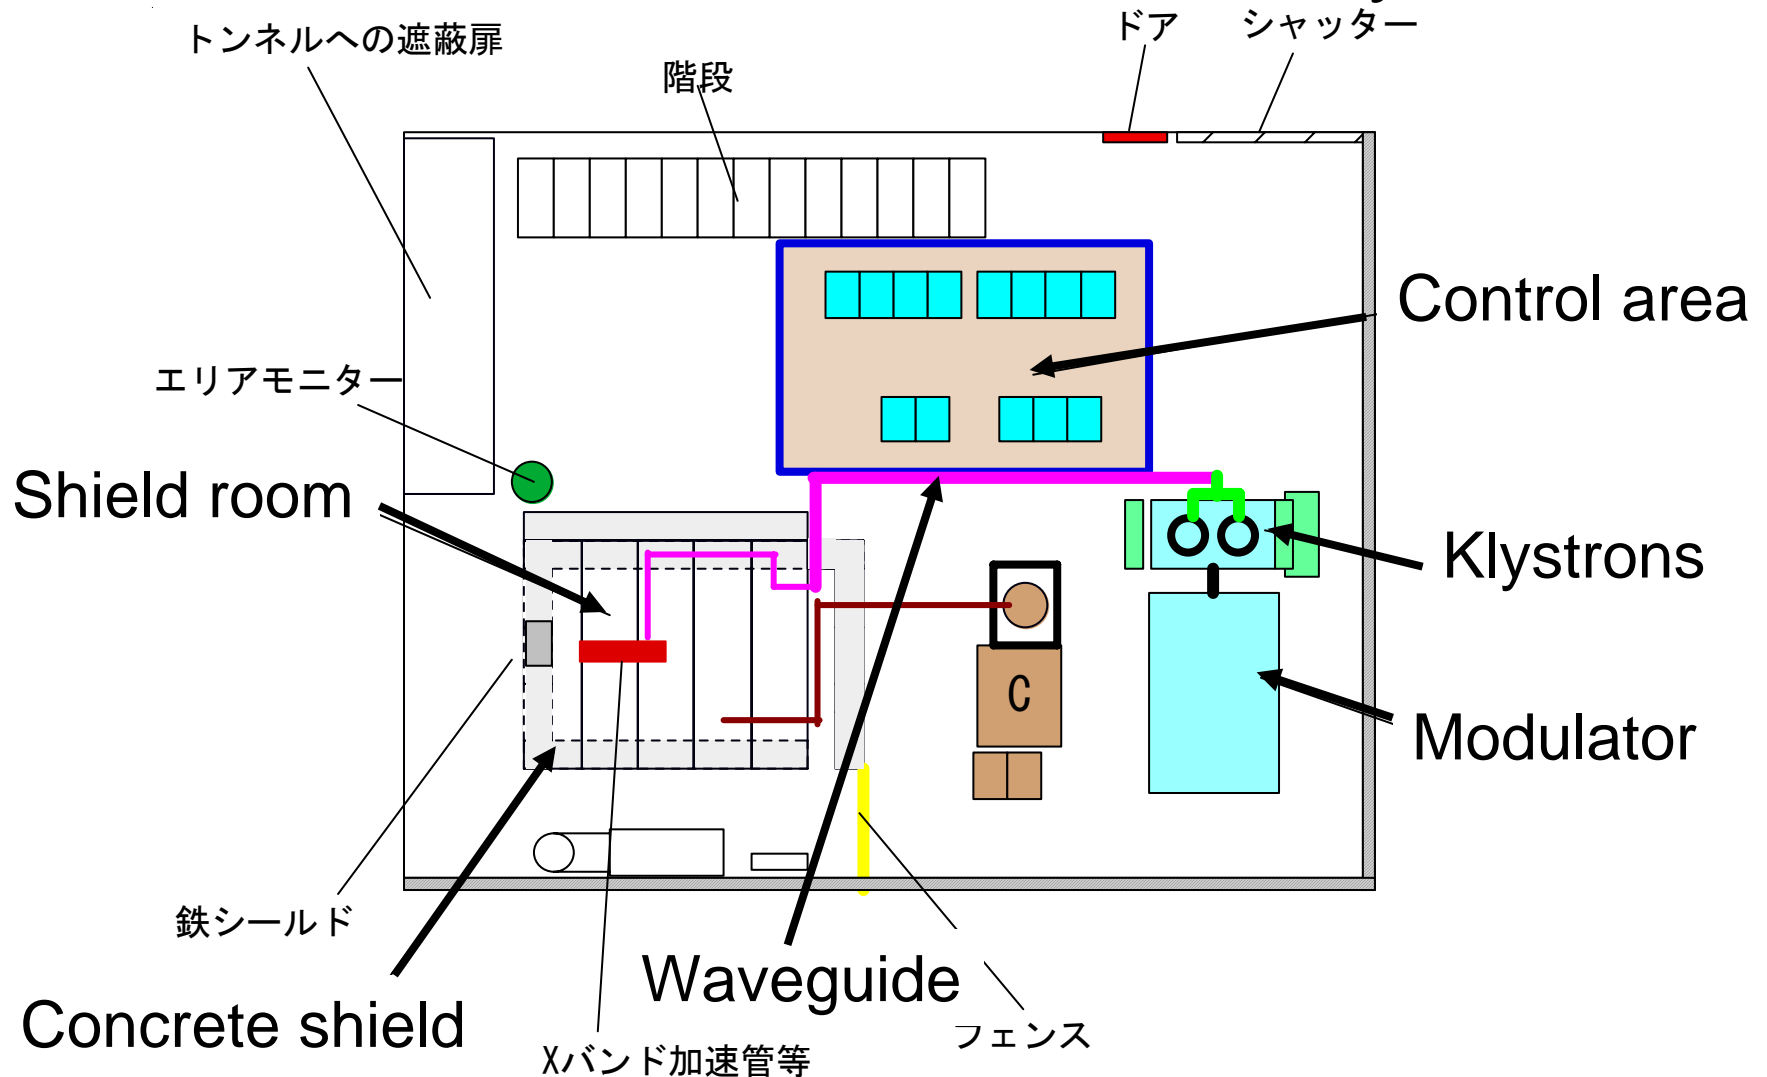 トンネルへの遮蔽扉
ドア
シャッター
階段
Control area
エリアモニター
Shield room
Klystrons
C
Modulator
鉄シールド
Waveguide
Concrete shield
フェンス
Xバンド加速管等